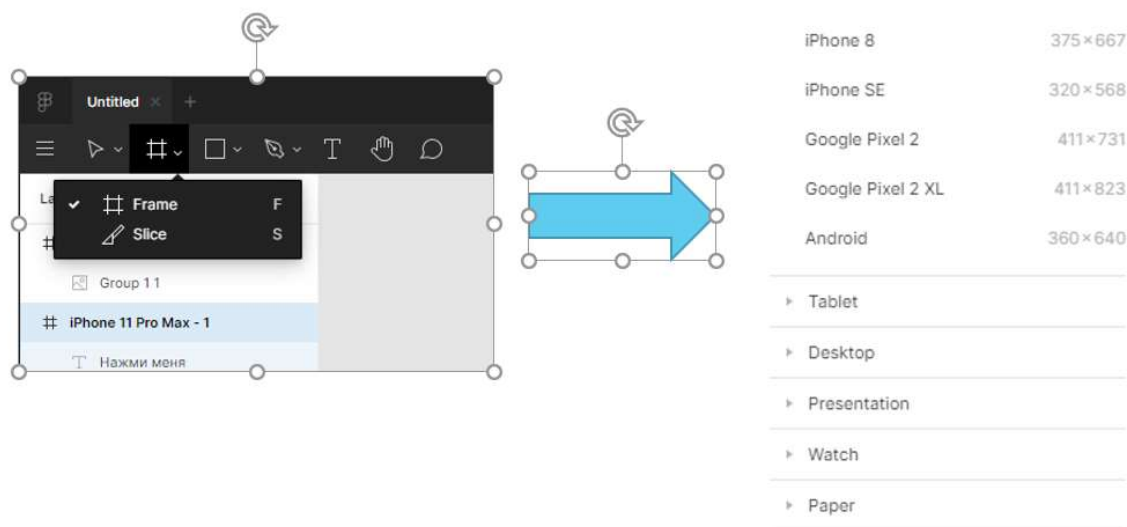 Untitled
La
Frame F
Slice S
Group 1 1
iPhone 11 Pro Max - 1
Нажми меня
iPhone 8 375×667
iPhone SE 320×568
Google Pixel 2 411×731
Google Pixel 2 XL 411×823
Android 360×640
Tablet
Desktop
Presentation
Watch
Paper